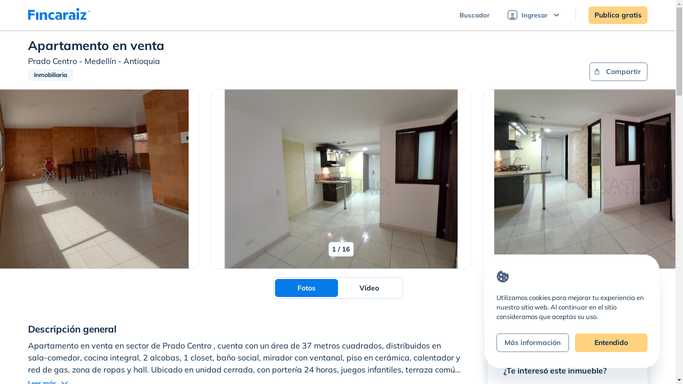 Fincaraiz
Buscador
Ingresar
Publica gratis
Apartamento en venta
Prado Centro - Medellín - Antioquia
Inmobiliaria
Compartir
1 / 16
Fotos
Video
Utilizamos cookies para mejorar tu experiencia en
nuestro sitio web. Al continuar en el sitio
consideramos que aceptas su uso.
Más información
Entendido
Descripción general
Apartamento en venta en sector de Prado Centro , cuenta con un área de 37 metros cuadrados, distribuidos en
sala-comedor, cocina integral, 2 alcobas, 1 closet, baño social, mirador con ventanal, piso en cerámica, calentador y
red de gas, zona de ropas y hall. Ubicado en unidad cerrada, con portería 24 horas, juegos infantiles, terraza comú...
Leer más
¿Te interesó este inmueble?